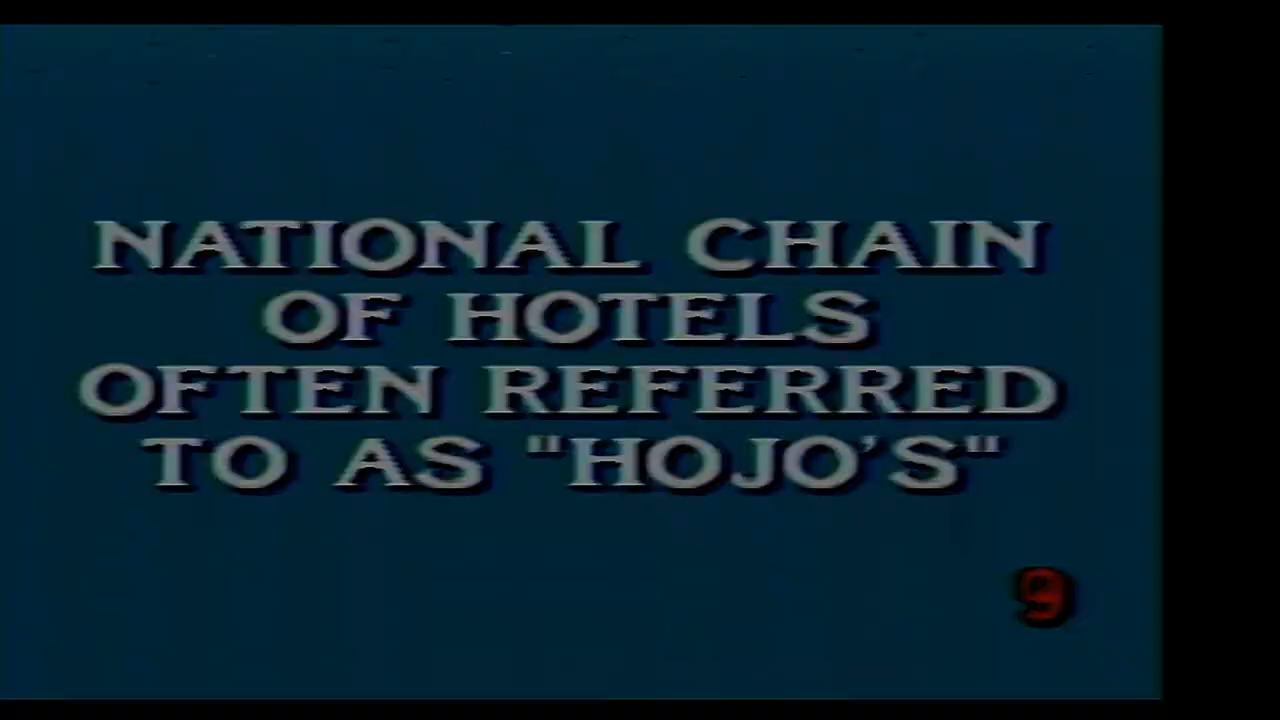 NATIONAL CHAIN
OF HOTELS
OFTEN REFERRED
TO AS "HOJO'S"
9